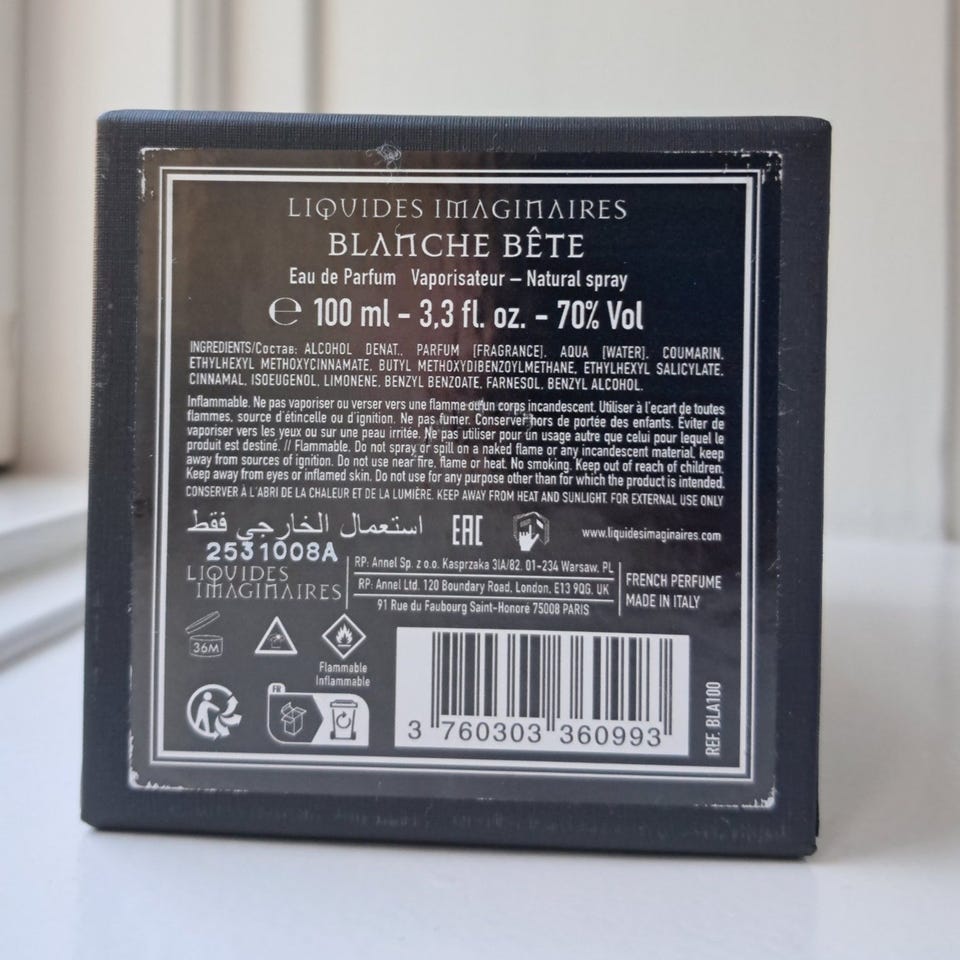 LIQUIDES IMAGINAIRES
BLANCHE BÊTE
Eau de Parfum Vaporisateur – Natural spray
℮ 100 ml – 3,3 fl. oz. – 70% Vol
INGREDIENTS/Состав: ALCOHOL DENAT., PARFUM [FRAGRANCE], AQUA [WATER], COUMARIN,
ETHYLHEXYL METHOXYCINNAMATE, BUTYL METHOXYDIBENZOYLMETHANE, ETHYLHEXYL SALICYLATE,
CINNAMAL, ISOEUGENOL, LIMONENE, BENZYL BENZOATE, FARNESOL, BENZYL ALCOHOL.
Inflammable. Ne pas vaporiser ou verser vers une flamme ou un corps incandescent. Utiliser à l'ecart de toutes
flammes, source d'étincelle ou d'ignition. Ne pas fumer. Conserver hors de portée des enfants. Éviter de
vaporiser vers les yeux ou sur une peau irritée. Ne pas utiliser pour un usage autre que celui pour lequel le
produit est destiné. // Flammable. Do not spray or spill on a naked flame or any incandescent material, keep
away from sources of ignition. Do not use near fire, flame or heat. No smoking. Keep out of reach of children.
Keep away from eyes or inflamed skin. Do not use for any purpose other than for which the product is intended.
CONSERVER À L'ABRI DE LA CHALEUR ET DE LA LUMIÈRE. KEEP AWAY FROM HEAT AND SUNLIGHT. FOR EXTERNAL USE ONLY
استعمال الخارجي فقط EAC www.liquidesimaginaires.com
2531008A
LIQUIDES
IMAGINAIRES
RP: Annel Sp. z o.o. Kasprzaka 31A/82, 01-234 Warsaw, PL
RP: Annel Ltd. 120 Boundary Road, London, E13 9QG, UK
91 Rue du Faubourg Saint-Honoré 75008 PARIS
FRENCH PERFUME
MADE IN ITALY
36M
Flammable
Inflammable
FR
3 760303 360993
REF. BLA100